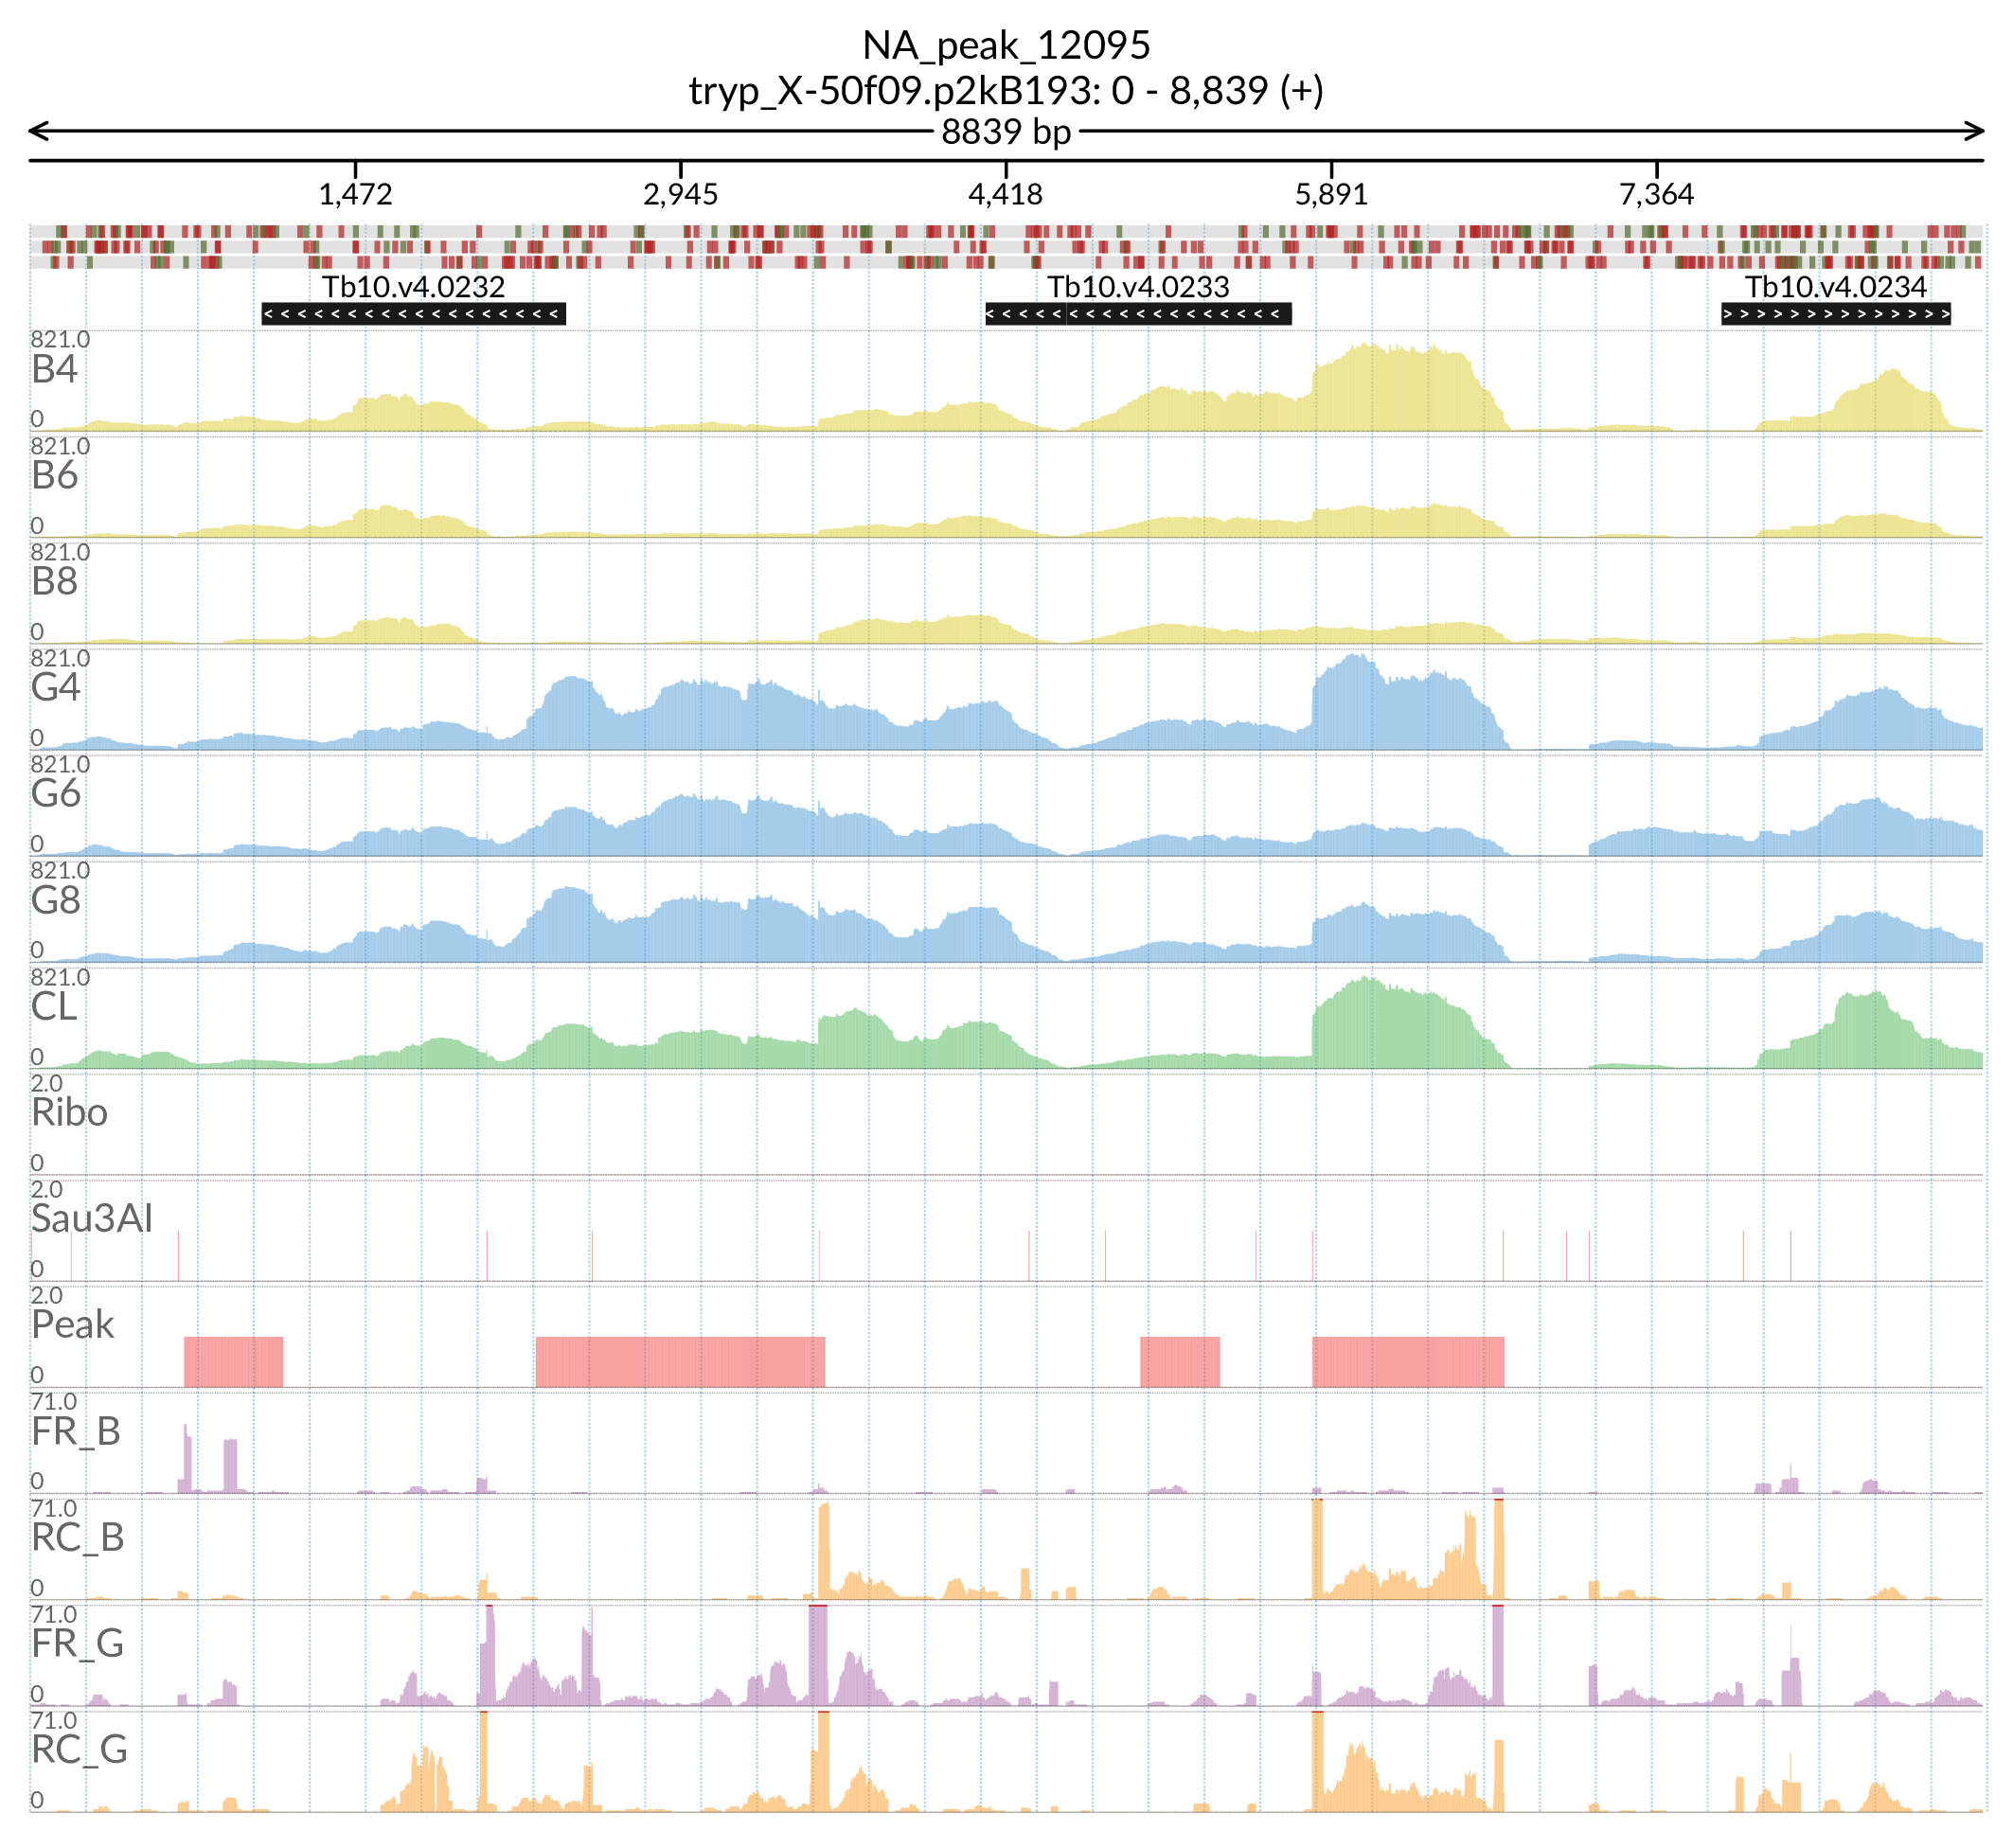 NA_peak_12095
tryp_X-50f09.p2kB193: 0 - 8,839 (+)
8839 bp
1,472 2,945 4,418 5,891 7,364
Tb10.v4.0232 Tb10.v4.0233 Tb10.v4.0234
821.0
B4
0
821.0
B6
0
821.0
B8
0
821.0
G4
0
821.0
G6
0
821.0
G8
0
821.0
CL
0
2.0
Ribo
0
2.0
Sau3AI
0
2.0
Peak
0
71.0
FR_B
0
71.0
RC_B
0
71.0
FR_G
0
71.0
RC_G
0